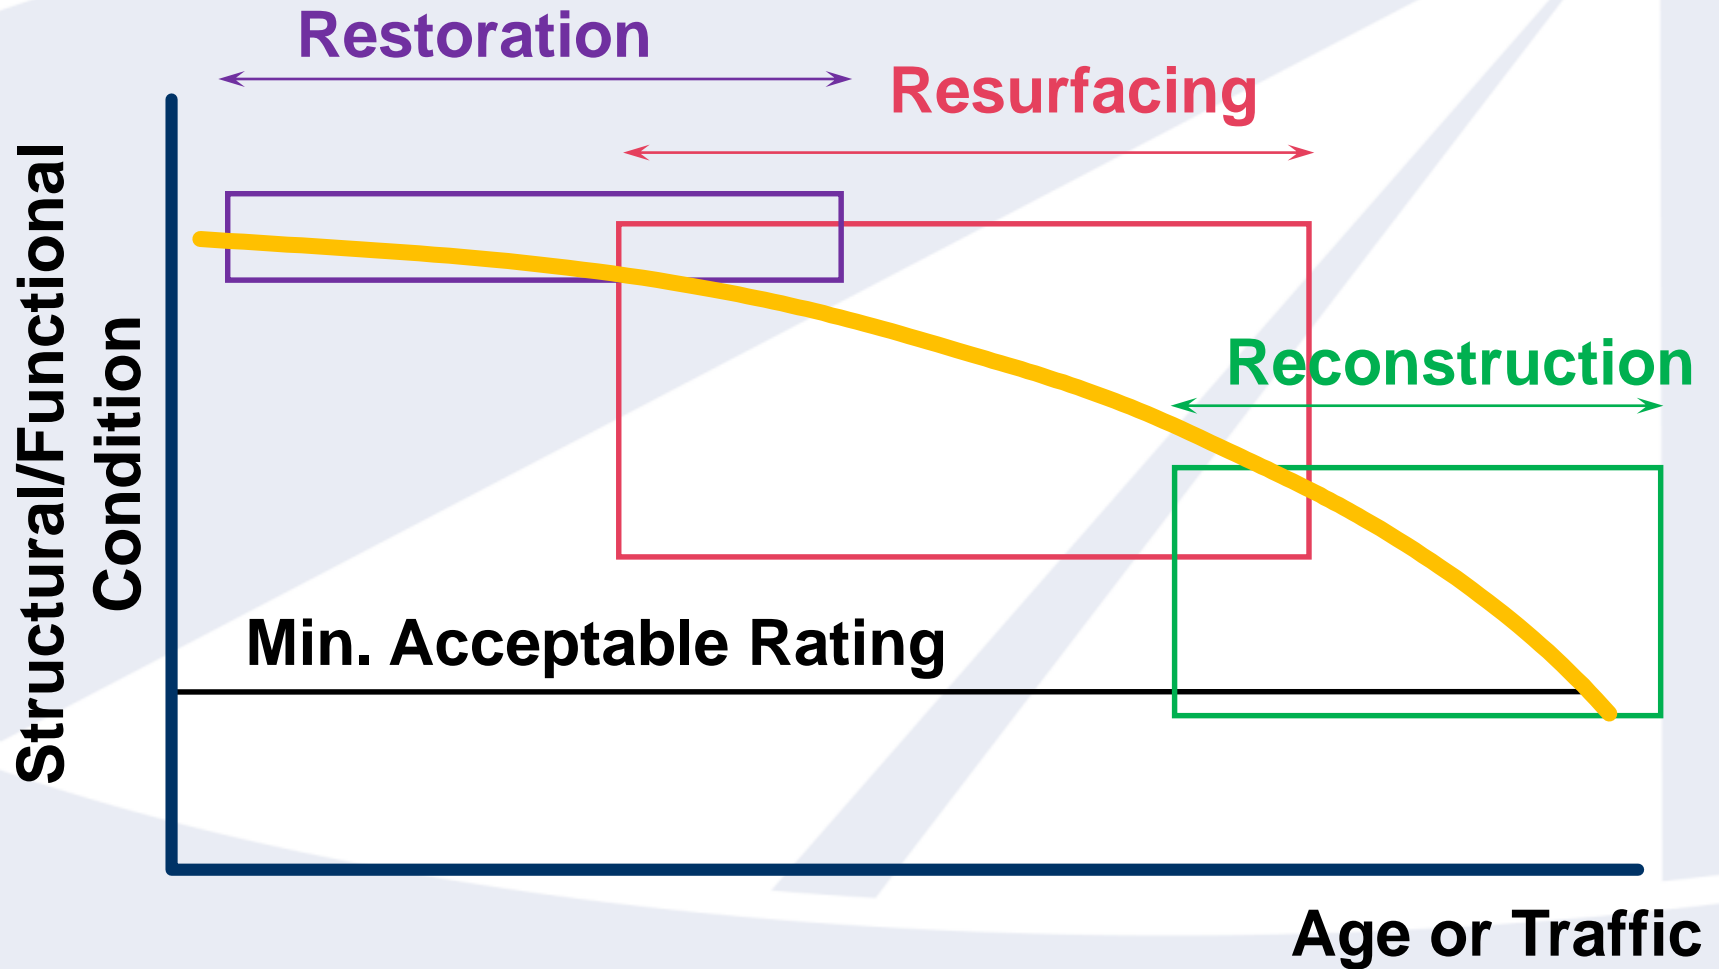 Restoration
Resurfacing
Structural/Functional
Condition
Reconstruction
Min. Acceptable Rating
Age or Traffic